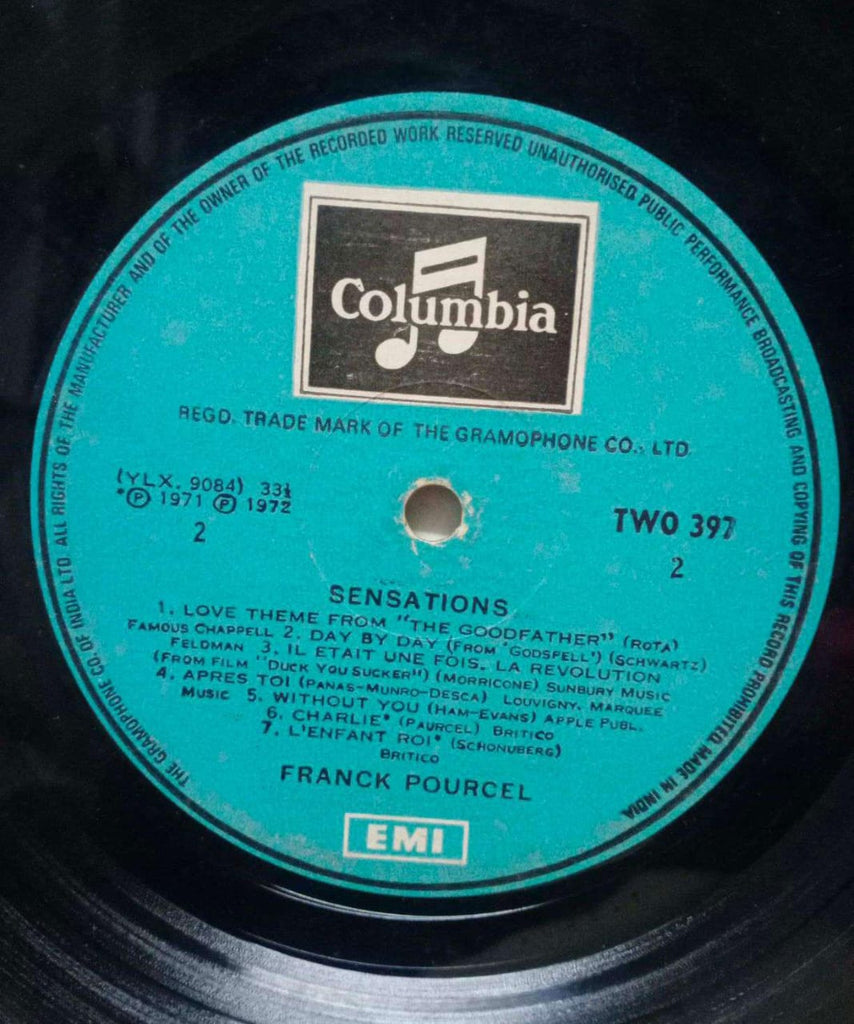 THE GRAMOPHONE CO. OF INDIA LTD. ALL RIGHTS OF THE MANUFACTURER AND OF THE OWNER OF THE RECORDED WORK RESERVED UNAUTHORISED PUBLIC PERFORMANCE BROADCASTING AND COPYING OF THIS RECORD PROHIBITED. MADE IN INDIA
Columbia
REGD. TRADE MARK OF THE GRAMOPHONE CO., LTD.
(YLX. 9084) 33⅓
*℗ 1971 ℗ 1972
2
TWO 397
2
SENSATIONS
1. LOVE THEME FROM "THE GOODFATHER" (ROTA)
FAMOUS CHAPPELL 2. DAY BY DAY (FROM 'GODSPELL') (SCHWARTZ)
FELDMAN 3. IL ETAIT UNE FOIS. LA REVOLUTION
(FROM FILM "DUCK YOU SUCKER") (MORRICONE) SUNBURY MUSIC
4. APRES TOI (PANAS-MUNRO-DESCA) LOUVIGNY, MARQUEE
MUSIC 5. WITHOUT YOU (HAM-EVANS) APPLE PUBL.
6. CHARLIE* (PAURCEL) BRITICO
7. L'ENFANT ROI* (SCHONUBERG)
BRITICO
FRANCK POURCEL
EMI